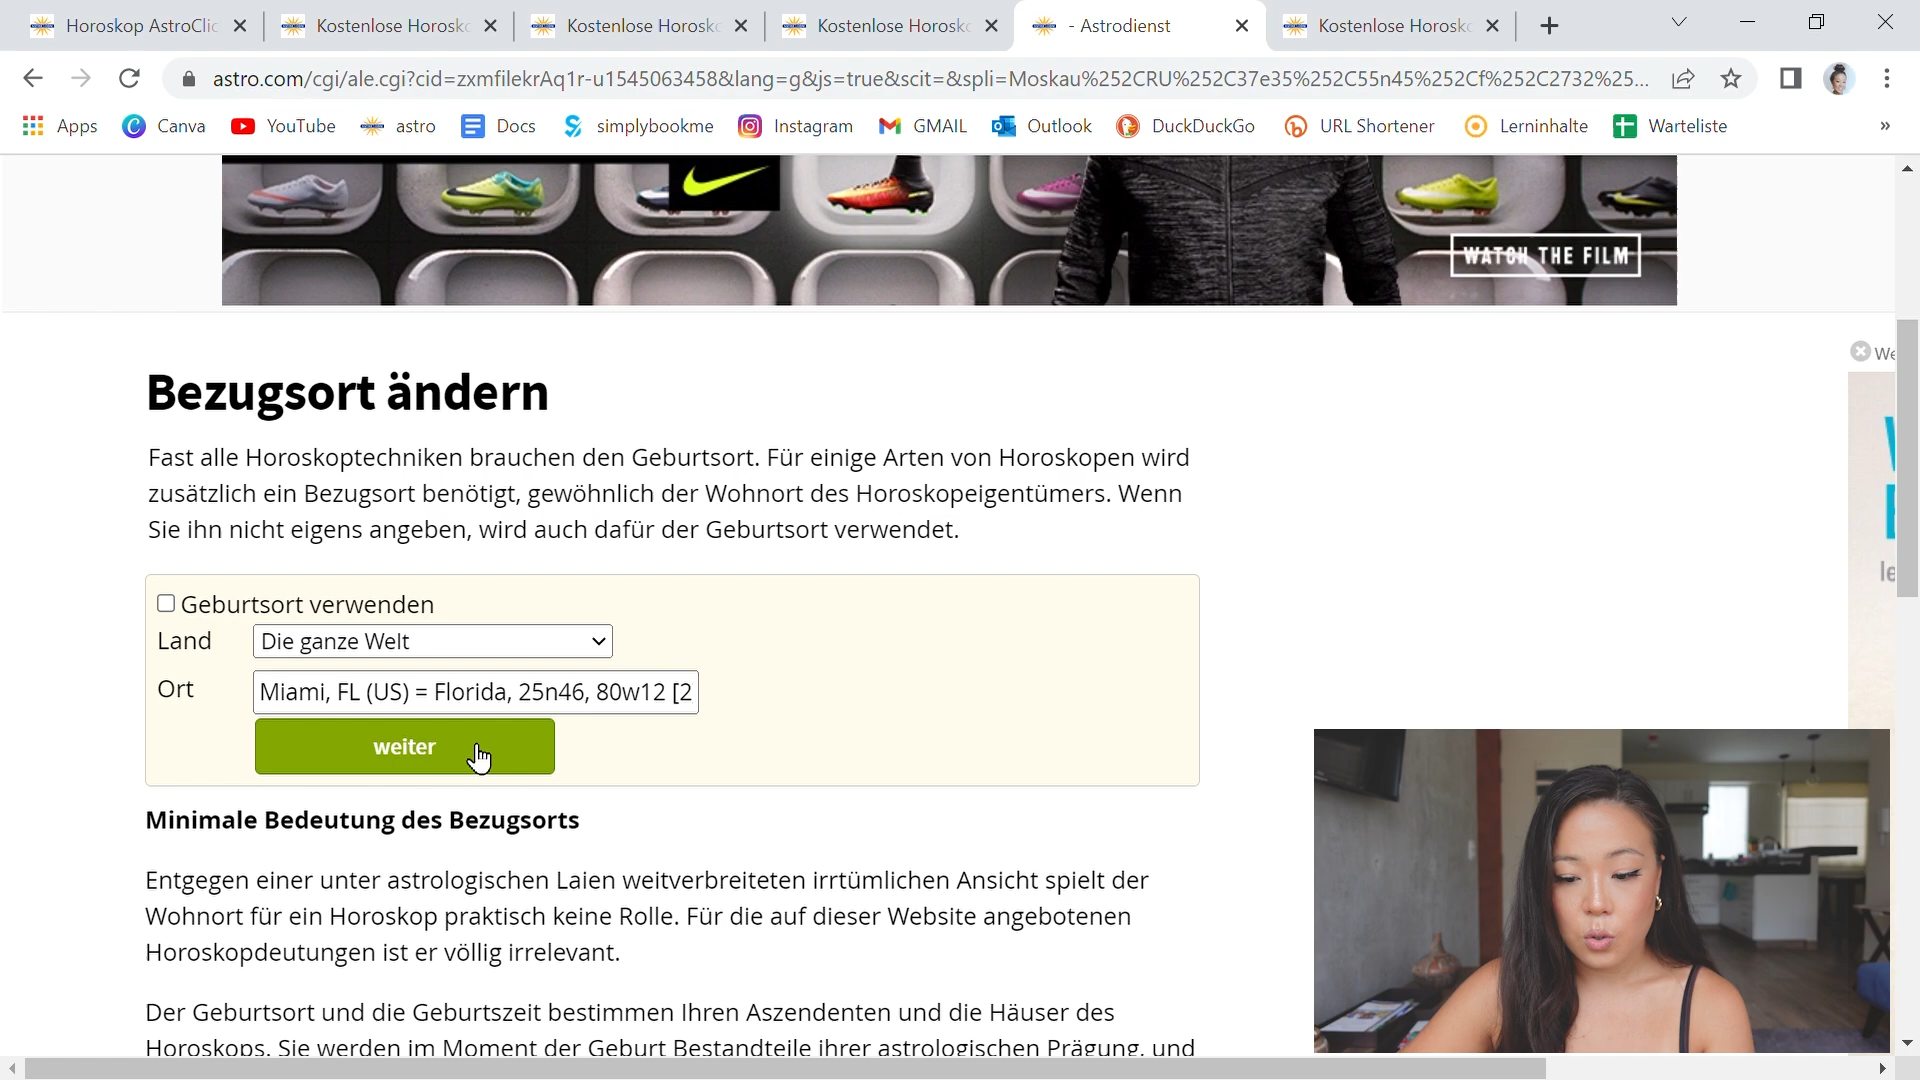 Horoskop AstroClic
Kostenlose Horosko
Kostenlose Horosko
Kostenlose Horosko
- Astrodienst
Kostenlose Horosko
astro.com/cgi/ale.cgi?cid=zxmfilekrAq1r-u1545063458&lang=g&js=true&scit=&spli=Moskau%252CRU%252C37e35%252C55n45%252Cf%252C2732%25...
Apps
Canva
YouTube
astro
Docs
simplybookme
Instagram
GMAIL
Outlook
DuckDuckGo
URL Shortener
Lerninhalte
Warteliste
»
WATCH THE FILM
Bezugsort ändern
We
Fast alle Horoskoptechniken brauchen den Geburtsort. Für einige Arten von Horoskopen wird
zusätzlich ein Bezugsort benötigt, gewöhnlich der Wohnort des Horoskopeigentümers. Wenn
Sie ihn nicht eigens angeben, wird auch dafür der Geburtsort verwendet.
le
Geburtsort verwenden
Land Die ganze Welt
Ort Miami, FL (US) = Florida, 25n46, 80w12 [2
weiter
Minimale Bedeutung des Bezugsorts
Entgegen einer unter astrologischen Laien weitverbreiteten irrtümlichen Ansicht spielt der
Wohnort für ein Horoskop praktisch keine Rolle. Für die auf dieser Website angebotenen
Horoskopdeutungen ist er völlig irrelevant.
Der Geburtsort und die Geburtszeit bestimmen Ihren Aszendenten und die Häuser des
Horoskops. Sie werden im Moment der Geburt Bestandteile ihrer astrologischen Prägung, und